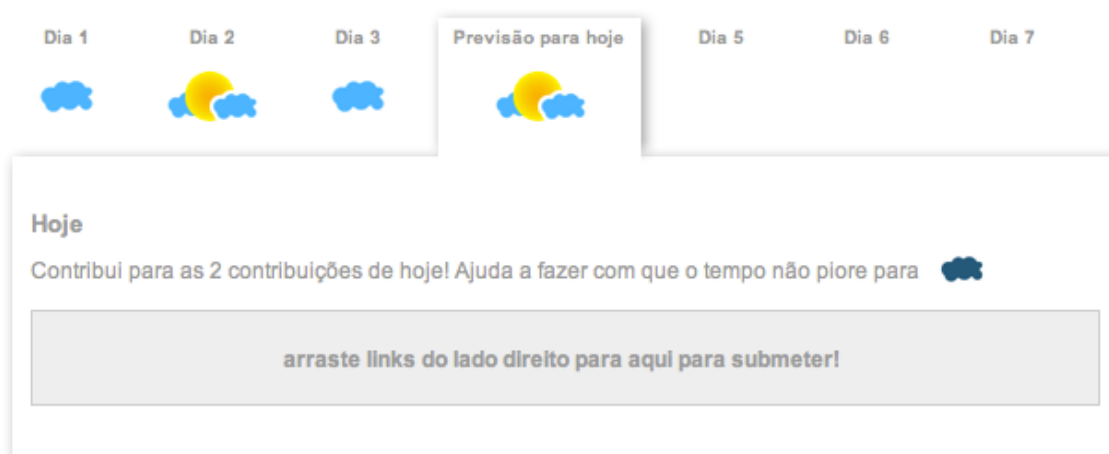 Dia 1 Dia 2 Dia 3 Previsão para hoje Dia 5 Dia 6 Dia 7
Hoje
Contribui para as 2 contribuições de hoje! Ajuda a fazer com que o tempo não piore para
arraste links do lado direito para aqui para submeter!